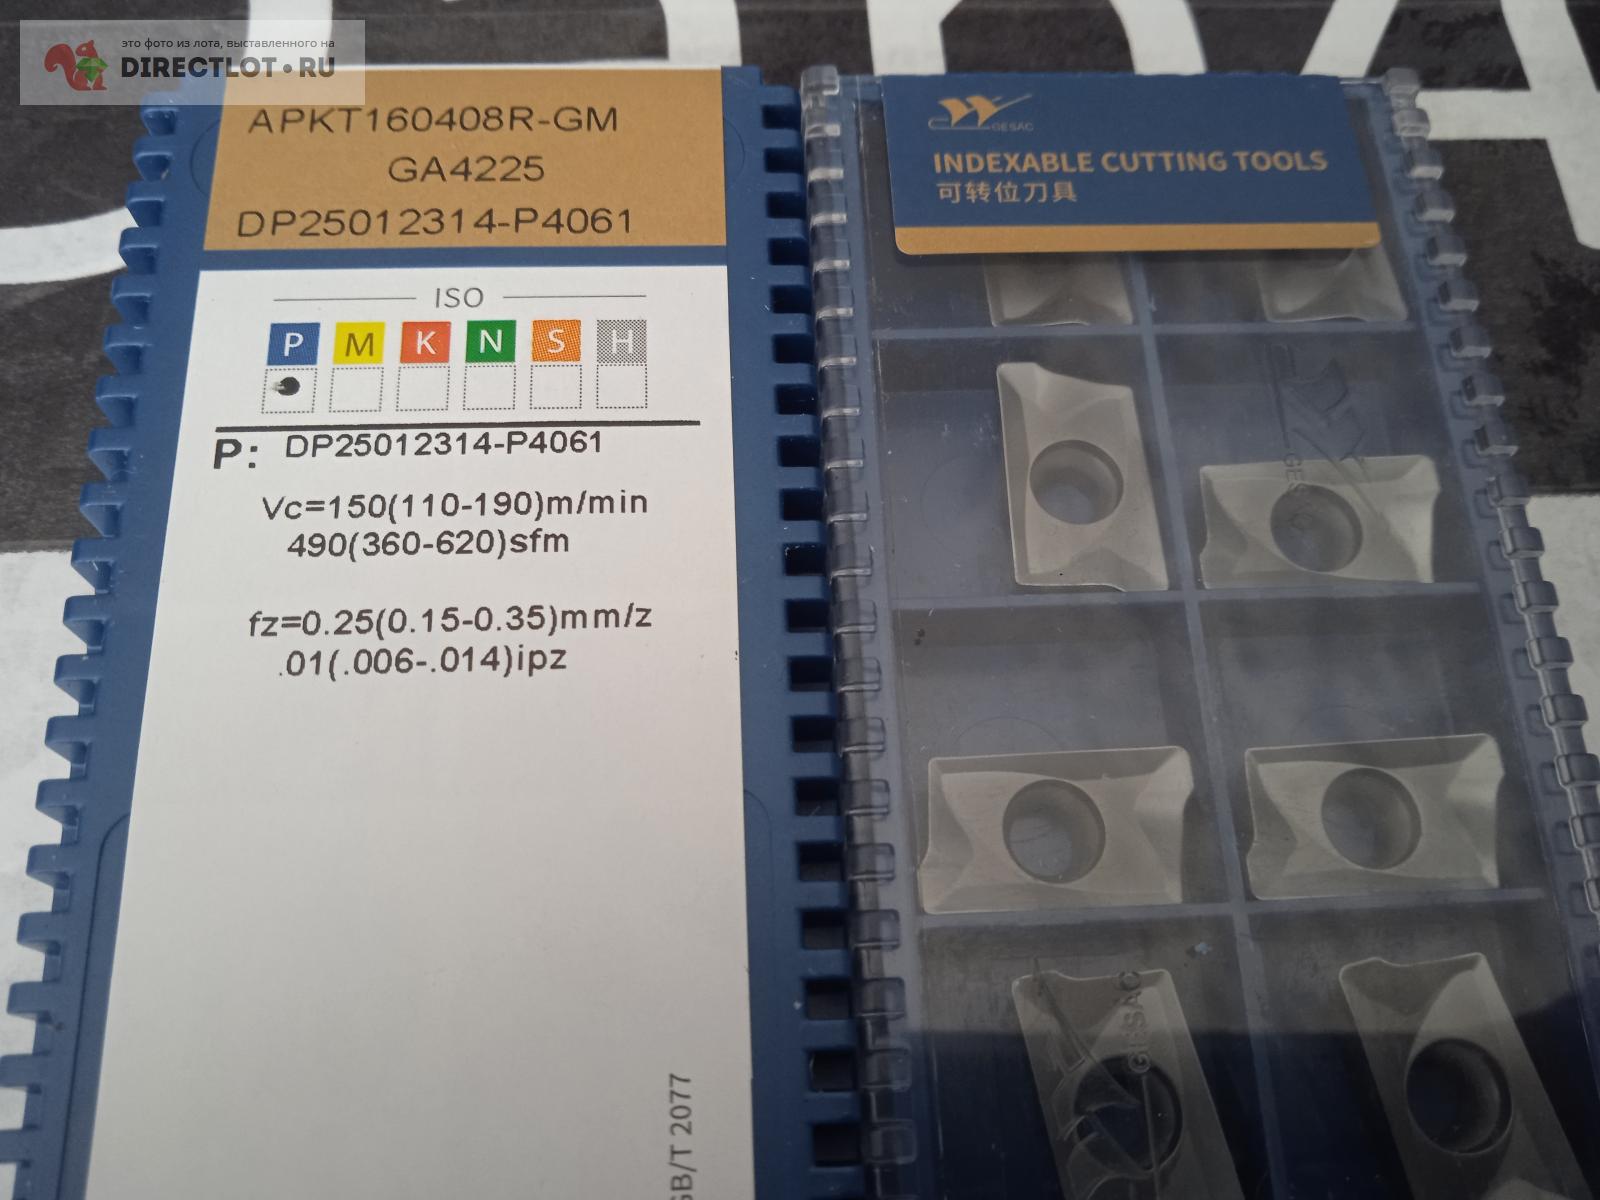 это фото из лота, выставленного на
DIRECTLOT.RU
APKT160408R-GM
GA4225
DP25012314-P4061
ISO
P M K N S H
P: DP25012314-P4061
Vc=150(110-190)m/min
490(360-620)sfm
fz=0.25(0.15-0.35)mm/z
.01(.006-.014)ipz
GB/T 2077
GESAC
INDEXABLE CUTTING TOOLS
可转位刀具
GESAC
GESAC